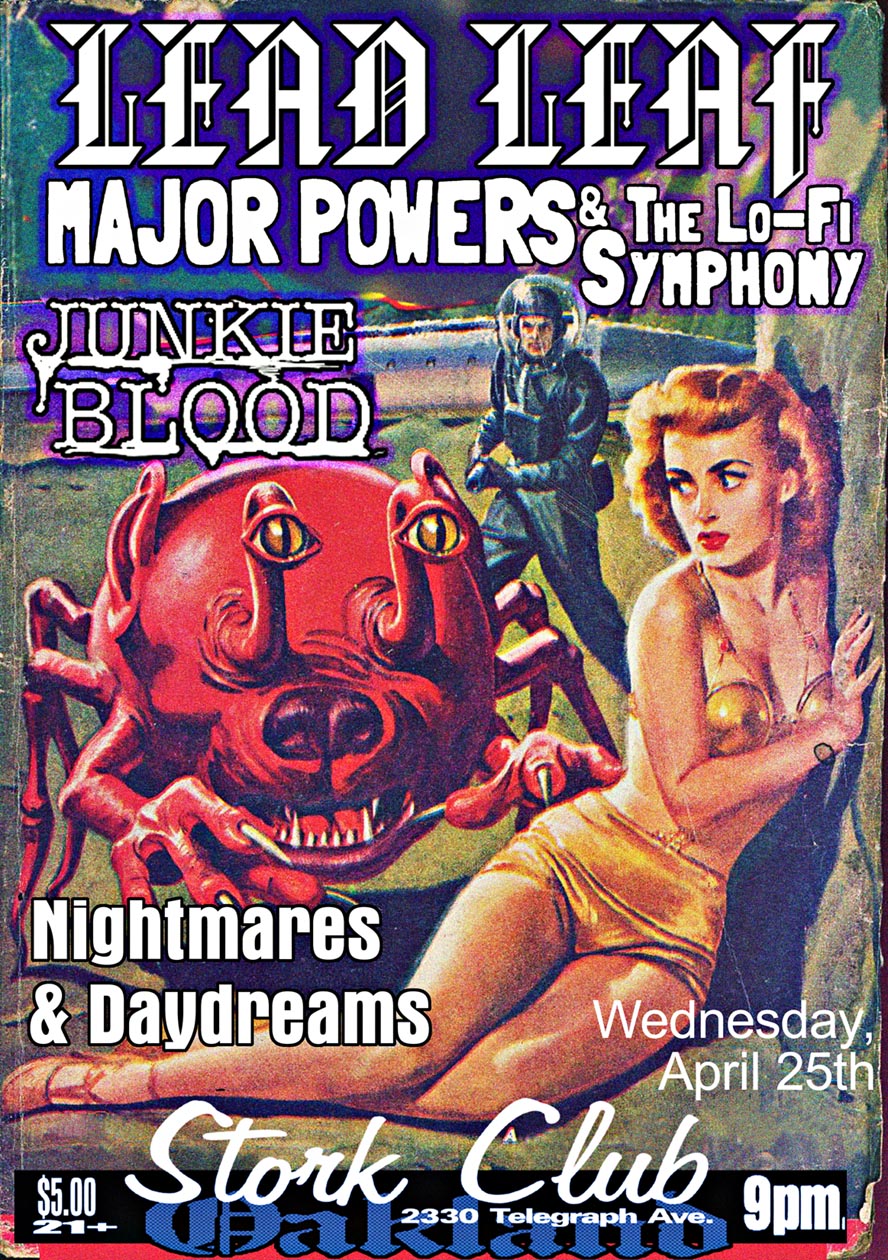 LEAD LEAF
MAJOR POWERS & THE LO-FI
SYMPHONY
JUNKIE
BLOOD
Nightmares
& Daydreams
Wednesday,
April 25th
Stork Club
$5.00
21+
2330 Telegraph Ave.
9pm
Oakland